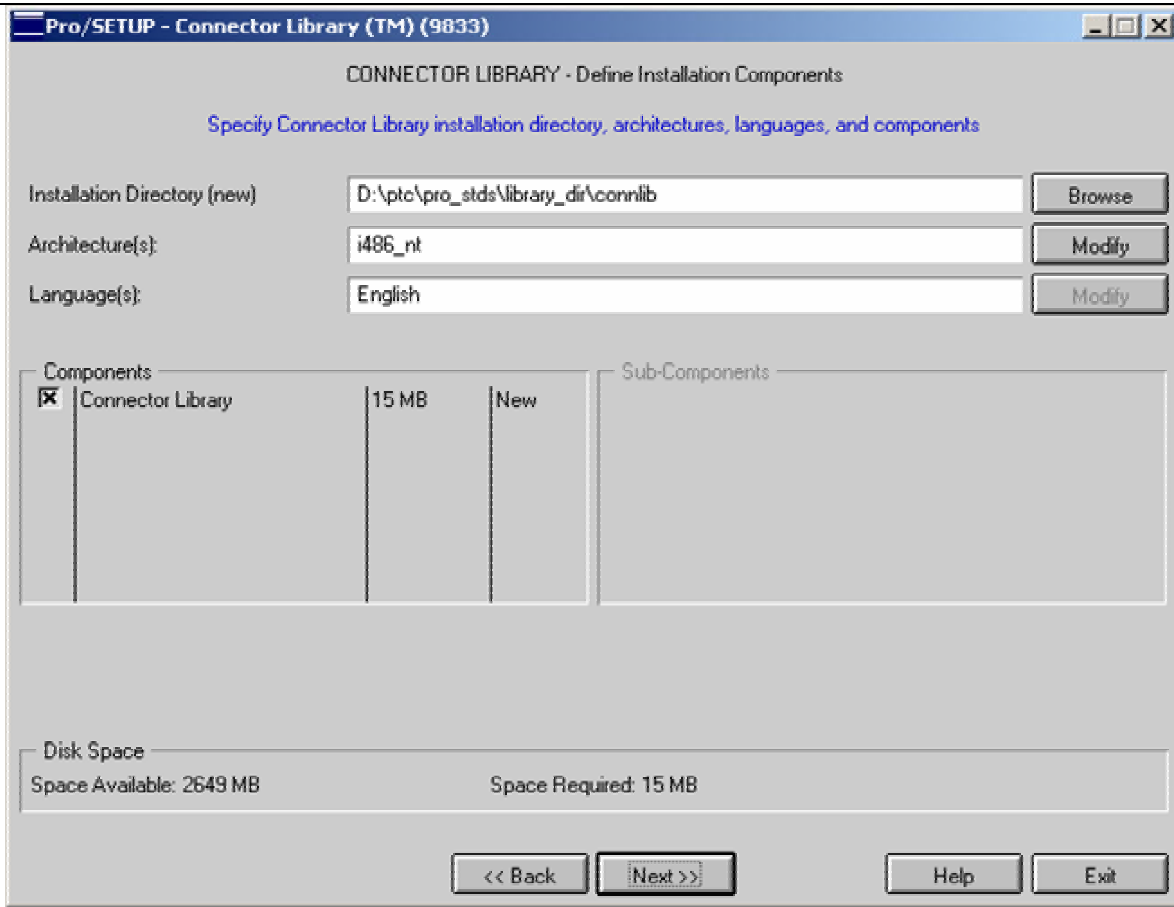 Pro/SETUP - Connector Library (TM) (9833)
CONNECTOR LIBRARY - Define Installation Components
Specify Connector Library installation directory, architectures, languages, and components
Installation Directory (new) D:\ptc\pro_stds\library_dir\connlib Browse
Architecture(s): i486_nt Modify
Language(s): English Modify
Components Sub-Components
Connector Library 15 MB New
Disk Space
Space Available: 2649 MB Space Required: 15 MB
<< Back Next >> Help Exit